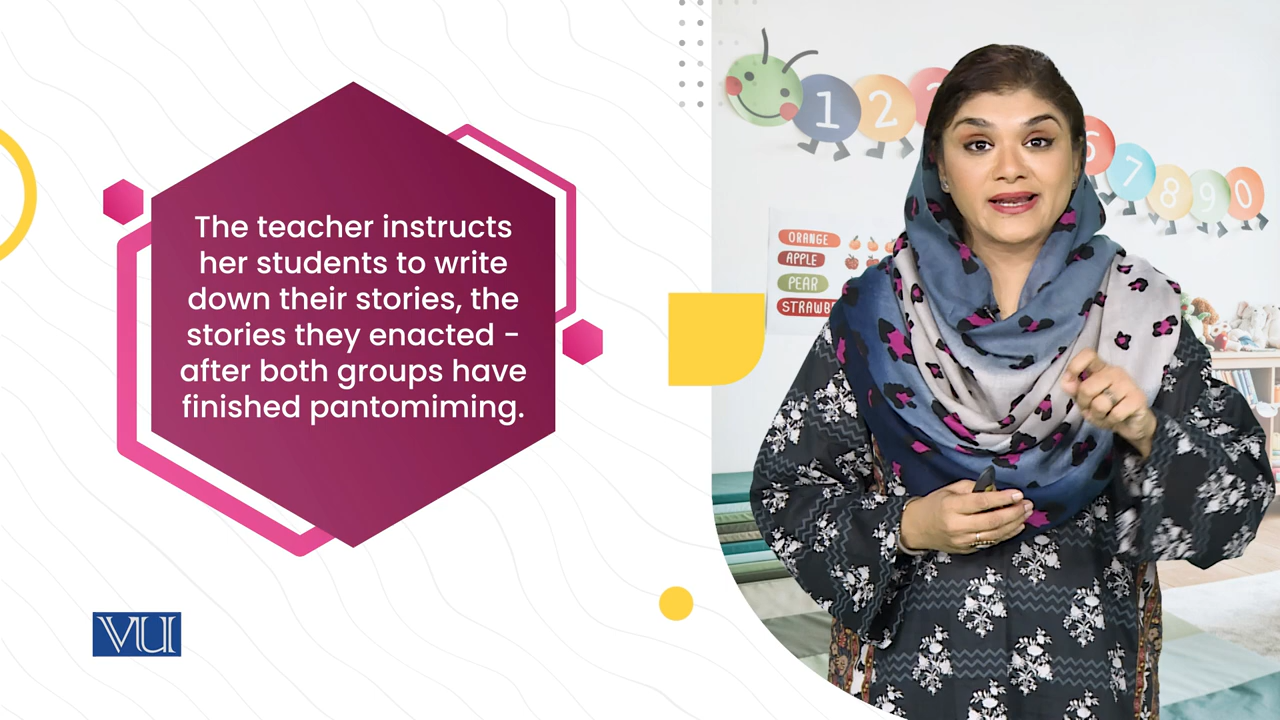 The teacher instructs
her students to write
down their stories, the
stories they enacted -
after both groups have
finished pantomiming.
VU
1 2
6 7 8 9 0
ORANGE
APPLE
PEAR